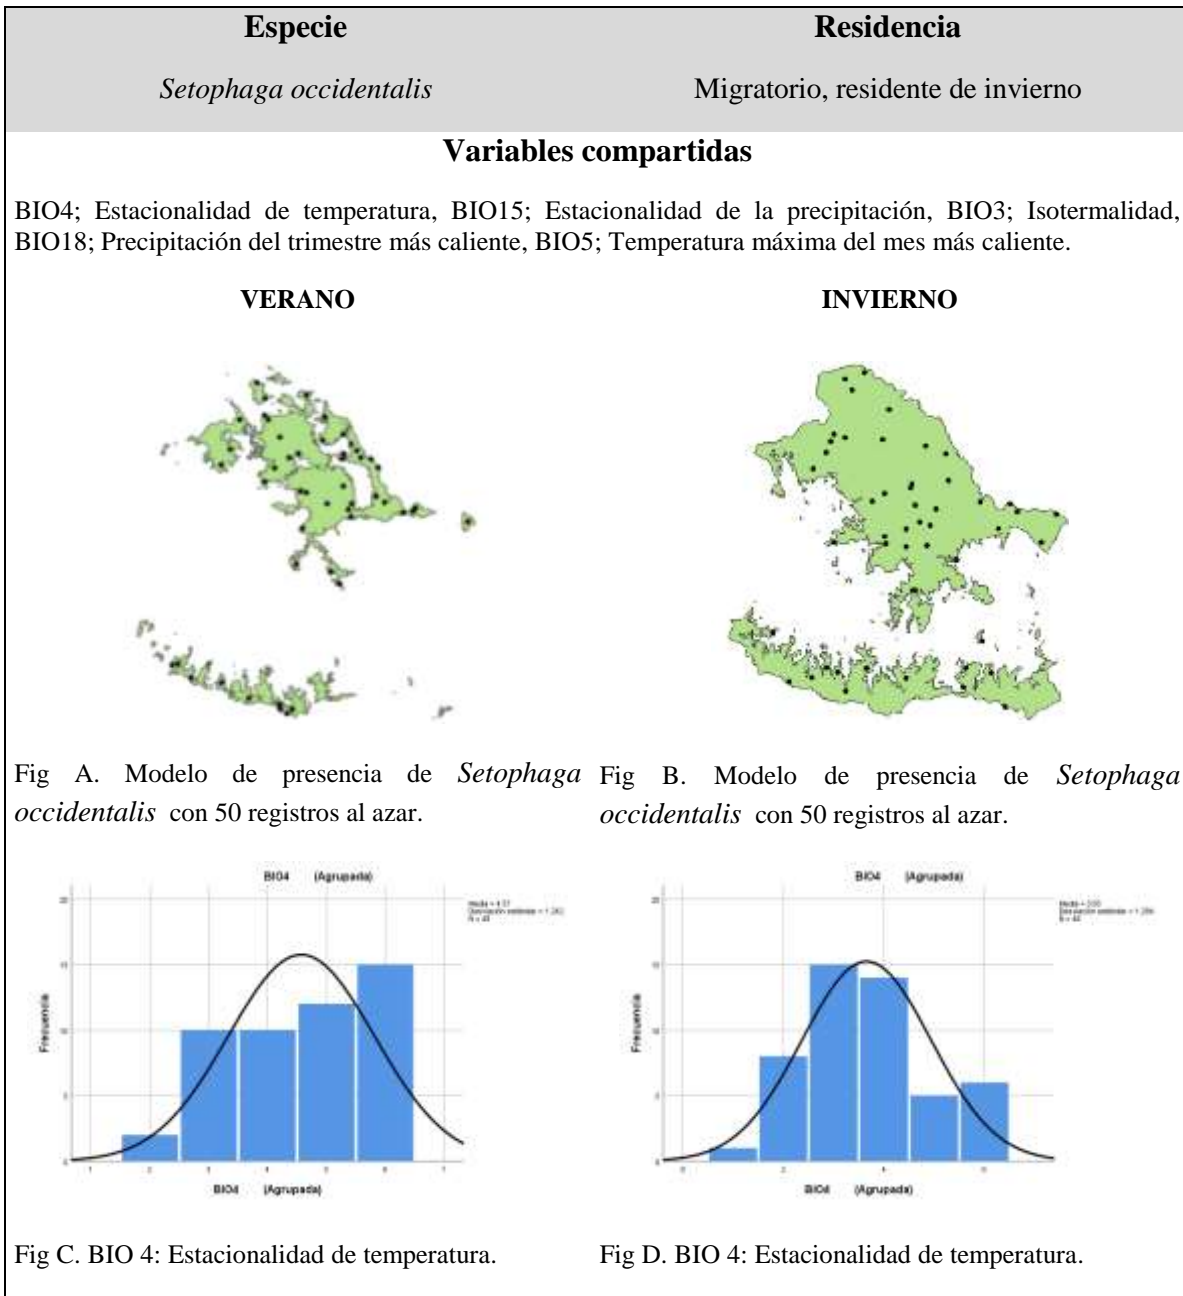 Especie
Residencia
Setophaga occidentalis
Migratorio, residente de invierno
Variables compartidas
BIO4; Estacionalidad de temperatura, BIO15; Estacionalidad de la precipitación, BIO3; Isotermalidad,
BIO18; Precipitación del trimestre más caliente, BIO5; Temperatura máxima del mes más caliente.
VERANO
INVIERNO
Fig A. Modelo de presencia de Setophaga
occidentalis con 50 registros al azar.
Fig B. Modelo de presencia de Setophaga
occidentalis con 50 registros al azar.
BIO4 (Agrupada)
Frecuencia
BIO4 (Agrupada)
BIO4 (Agrupada)
Frecuencia
BIO4 (Agrupada)
Fig C. BIO 4: Estacionalidad de temperatura.
Fig D. BIO 4: Estacionalidad de temperatura.